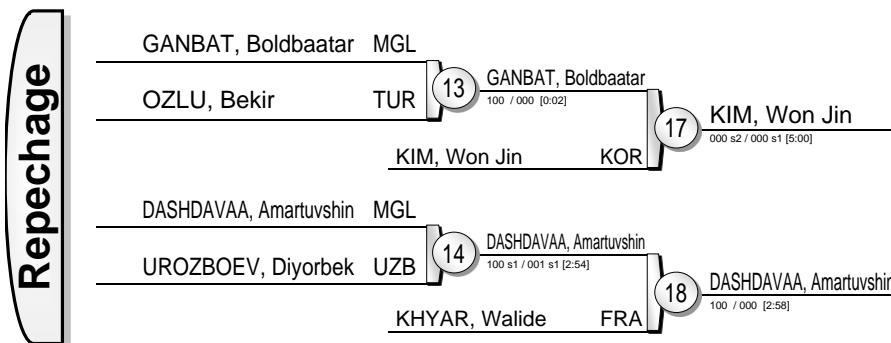 Repechage
GANBAT, Boldbaatar MGL
OZLU, Bekir TUR
13
GANBAT, Boldbaatar
100 / 000 [0:02]
KIM, Won Jin KOR
17
KIM, Won Jin
000 s2 / 000 s1 [5:00]
DASHDAVAA, Amartuvshin MGL
UROZBOEV, Diyorbek UZB
14
DASHDAVAA, Amartuvshin
100 s1 / 001 s1 [2:54]
KHYAR, Walide FRA
18
DASHDAVAA, Amartuvshin
100 / 000 [2:58]